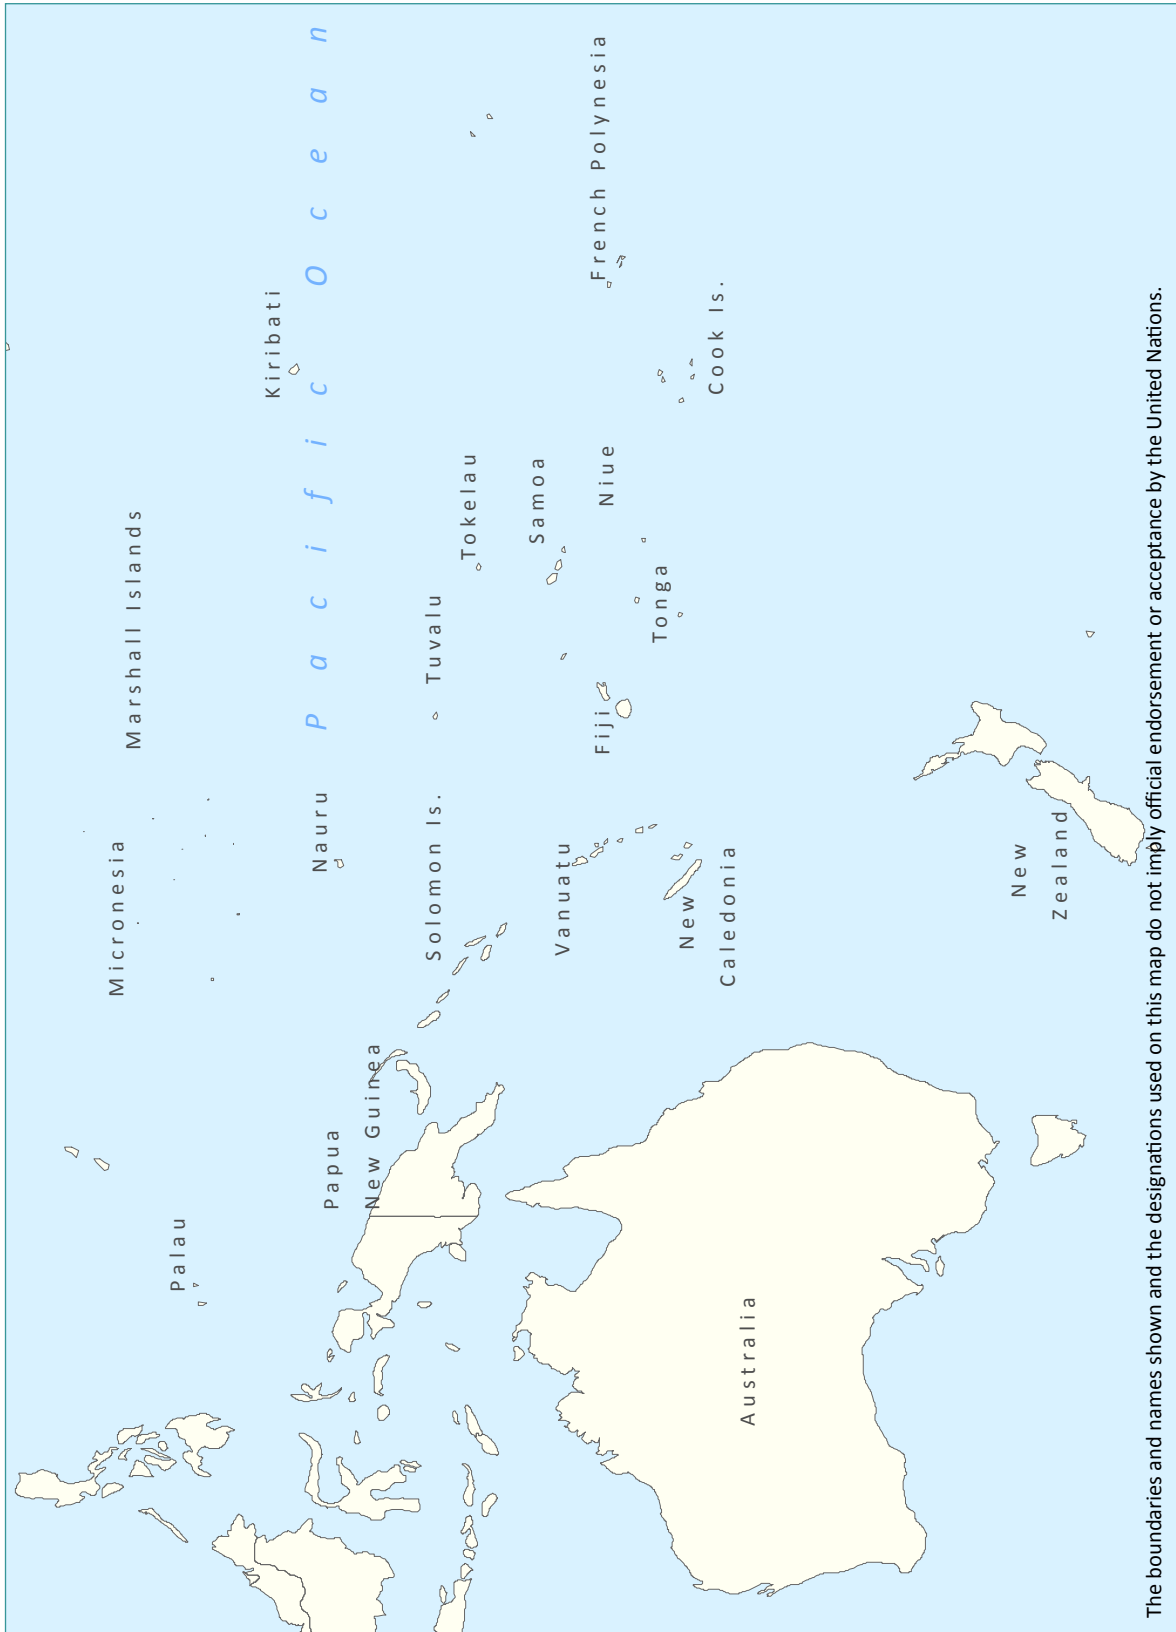 Micronesia
Marshall Islands
Palau
Kiribati
Nauru
Pacific Ocean
Papua
New Guinea
Solomon Is.
Tuvalu
Tokelau
Samoa
Vanuatu
Fiji
Niue
French Polynesia
Tonga
New
Caledonia
Cook Is.
Australia
New
Zealand
The boundaries and names shown and the designations used on this map do not imply official endorsement or acceptance by the United Nations.